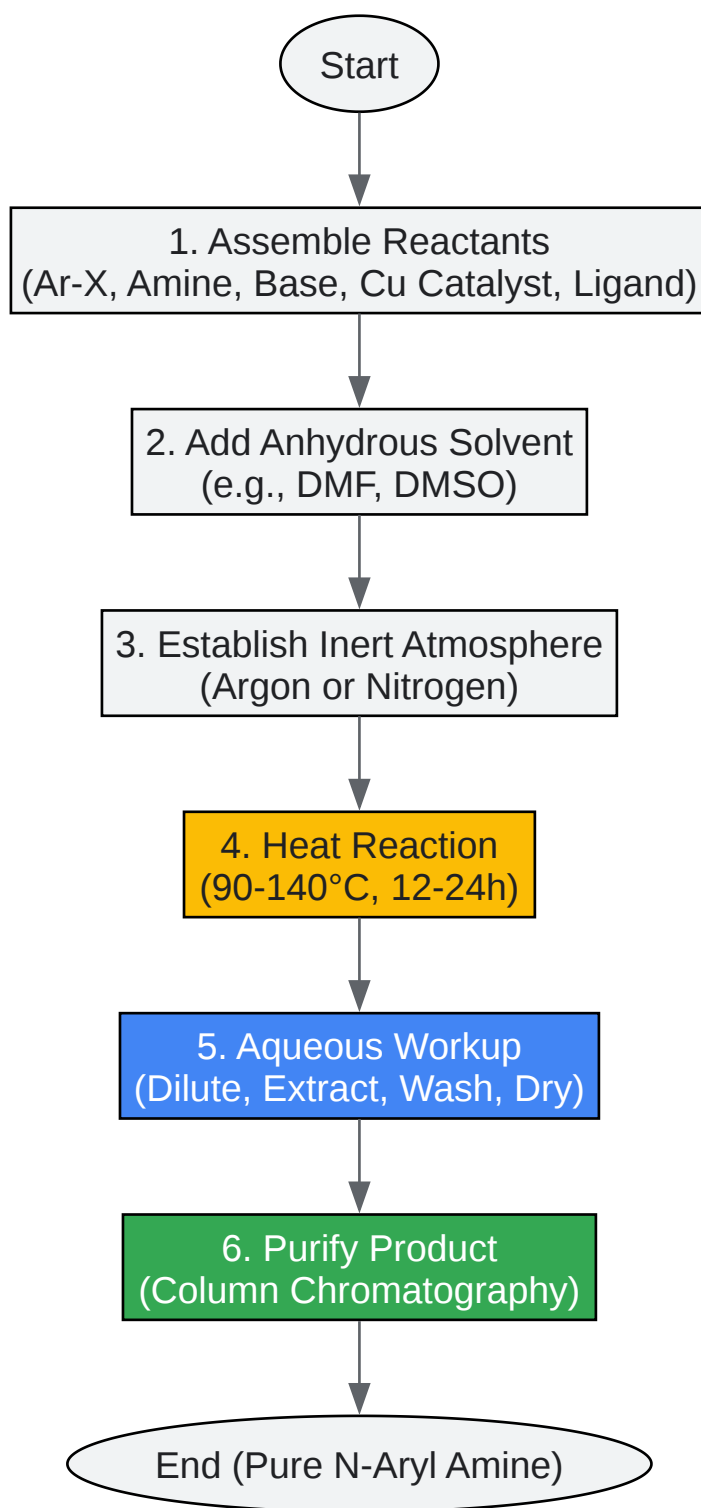 Start
1. Assemble Reactants
(Ar-X, Amine, Base, Cu Catalyst, Ligand)
2. Add Anhydrous Solvent
(e.g., DMF, DMSO)
3. Establish Inert Atmosphere
(Argon or Nitrogen)
4. Heat Reaction
(90-140°C, 12-24h)
5. Aqueous Workup
(Dilute, Extract, Wash, Dry)
6. Purify Product
(Column Chromatography)
End (Pure N-Aryl Amine)